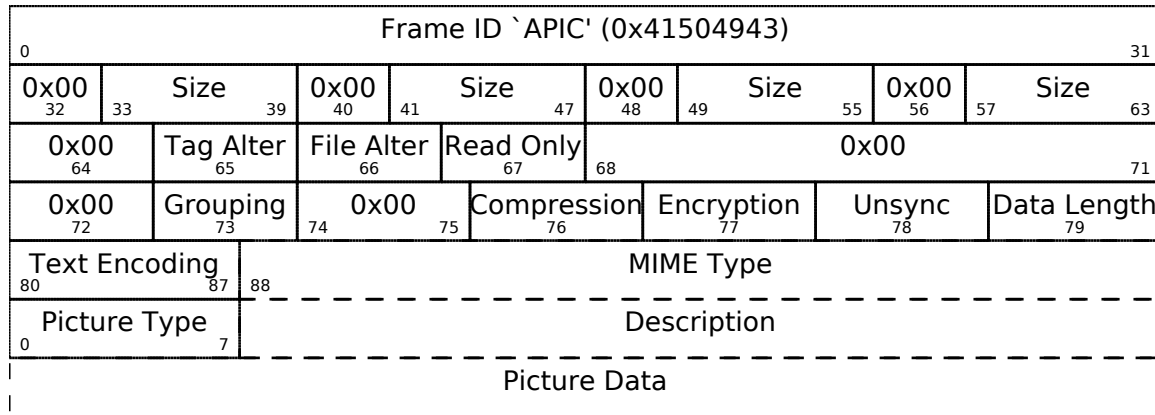 Frame ID `APIC' (0x41504943)
0 31
0x00 Size 0x00 Size 0x00 Size 0x00 Size
32 33 39 40 41 47 48 49 55 56 57 63
0x00 Tag Alter File Alter Read Only 0x00
64 65 66 67 68 71
0x00 Grouping 0x00 Compression Encryption Unsync Data Length
72 73 74 75 76 77 78 79
Text Encoding MIME Type
80 87 88
Picture Type Description
0 7
Picture Data